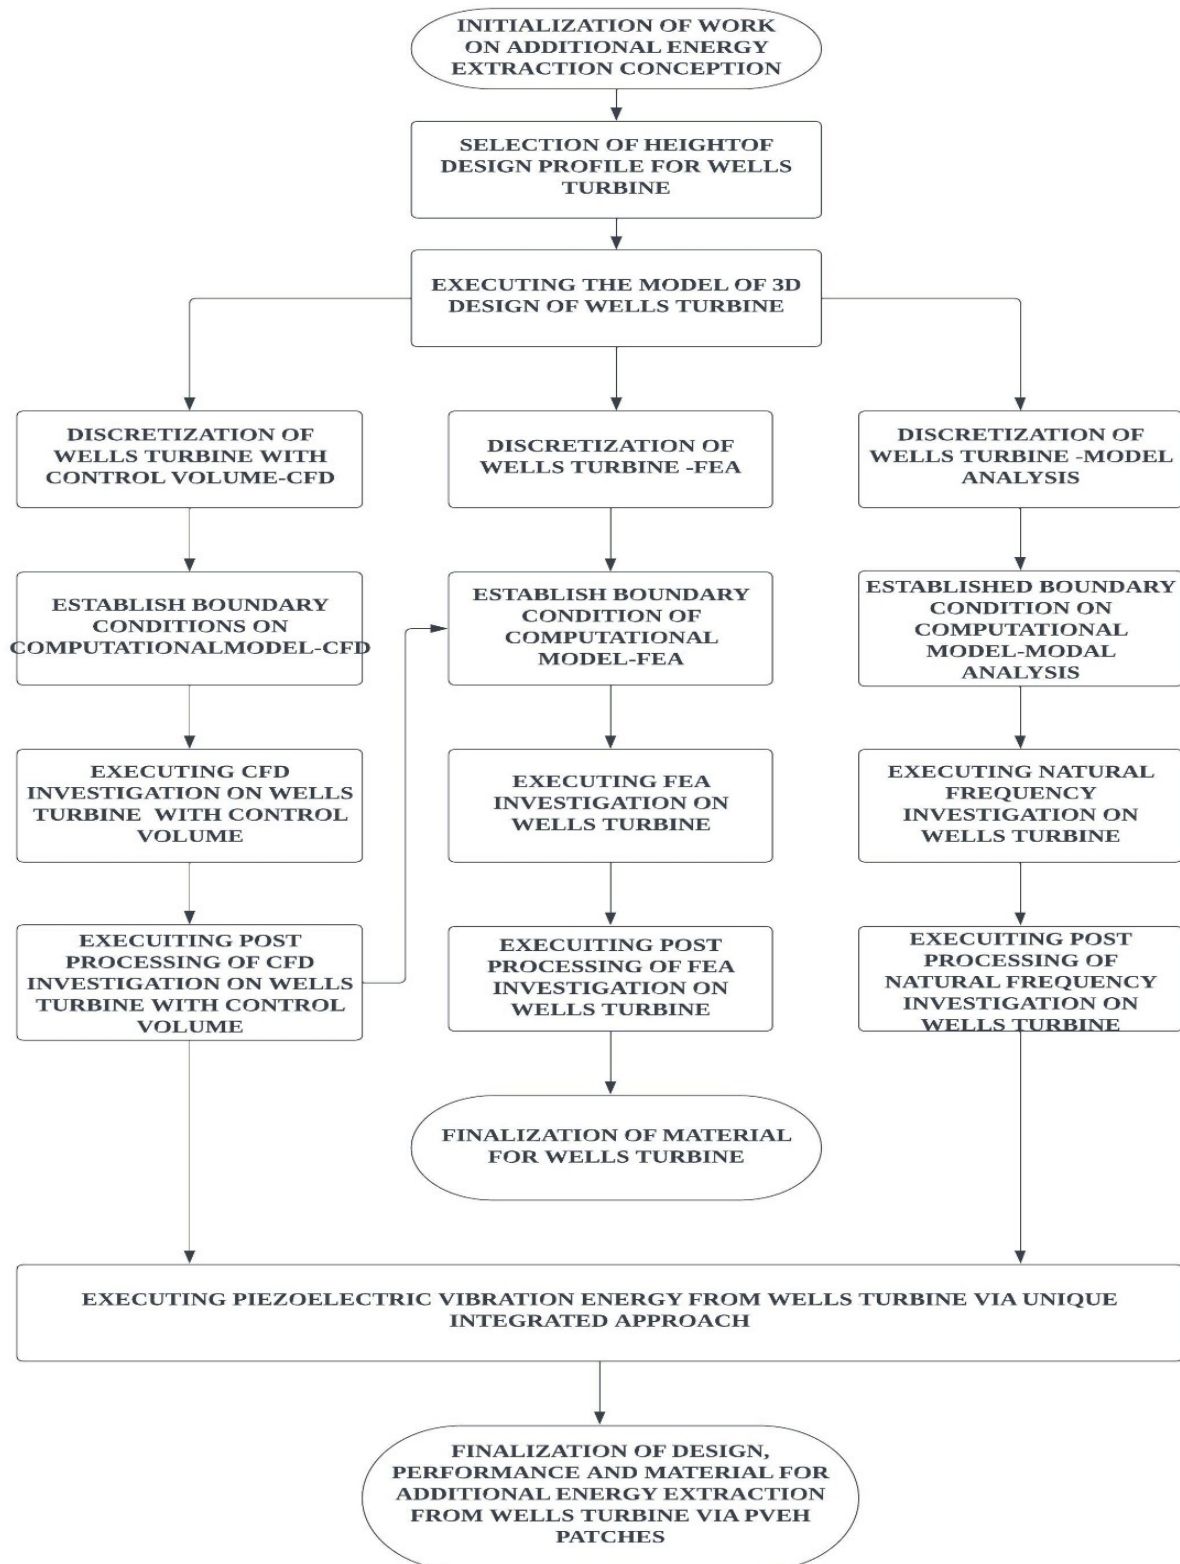 INITIALIZATION OF WORK
ON ADDITIONAL ENERGY
EXTRACTION CONCEPTION
SELECTION OF HEIGHTOF
DESIGN PROFILE FOR WELLS
TURBINE
EXECUTING THE MODEL OF 3D
DESIGN OF WELLS TURBINE
DISCRETIZATION OF
WELLS TURBINE WITH
CONTROL VOLUME-CFD
DISCRETIZATION OF
WELLS TURBINE -FEA
DISCRETIZATION OF
WELLS TURBINE -MODEL
ANALYSIS
ESTABLISH BOUNDARY
CONDITIONS ON
COMPUTATIONALMODEL-CFD
ESTABLISH BOUNDARY
CONDITION OF
COMPUTATIONAL
MODEL-FEA
ESTABLISHED BOUNDARY
CONDITION ON
COMPUTATIONAL
MODEL-MODAL
ANALYSIS
EXECUTING CFD
INVESTIGATION ON WELLS
TURBINE WITH CONTROL
VOLUME
EXECUTING FEA
INVESTIGATION ON
WELLS TURBINE
EXECUTING NATURAL
FREQUENCY
INVESTIGATION ON
WELLS TURBINE
EXECUITING POST
PROCESSING OF CFD
INVESTIGATION ON WELLS
TURBINE WITH CONTROL
VOLUME
EXECUITING POST
PROCESSING OF FEA
INVESTIGATION ON
WELLS TURBINE
EXECUITING POST
PROCESSING OF
NATURAL FREQUENCY
INVESTIGATION ON
WELLS TURBINE
FINALIZATION OF MATERIAL
FOR WELLS TURBINE
EXECUTING PIEZOELECTRIC VIBRATION ENERGY FROM WELLS TURBINE VIA UNIQUE
INTEGRATED APPROACH
FINALIZATION OF DESIGN,
PERFORMANCE AND MATERIAL FOR
ADDITIONAL ENERGY EXTRACTION
FROM WELLS TURBINE VIA PVEH
PATCHES